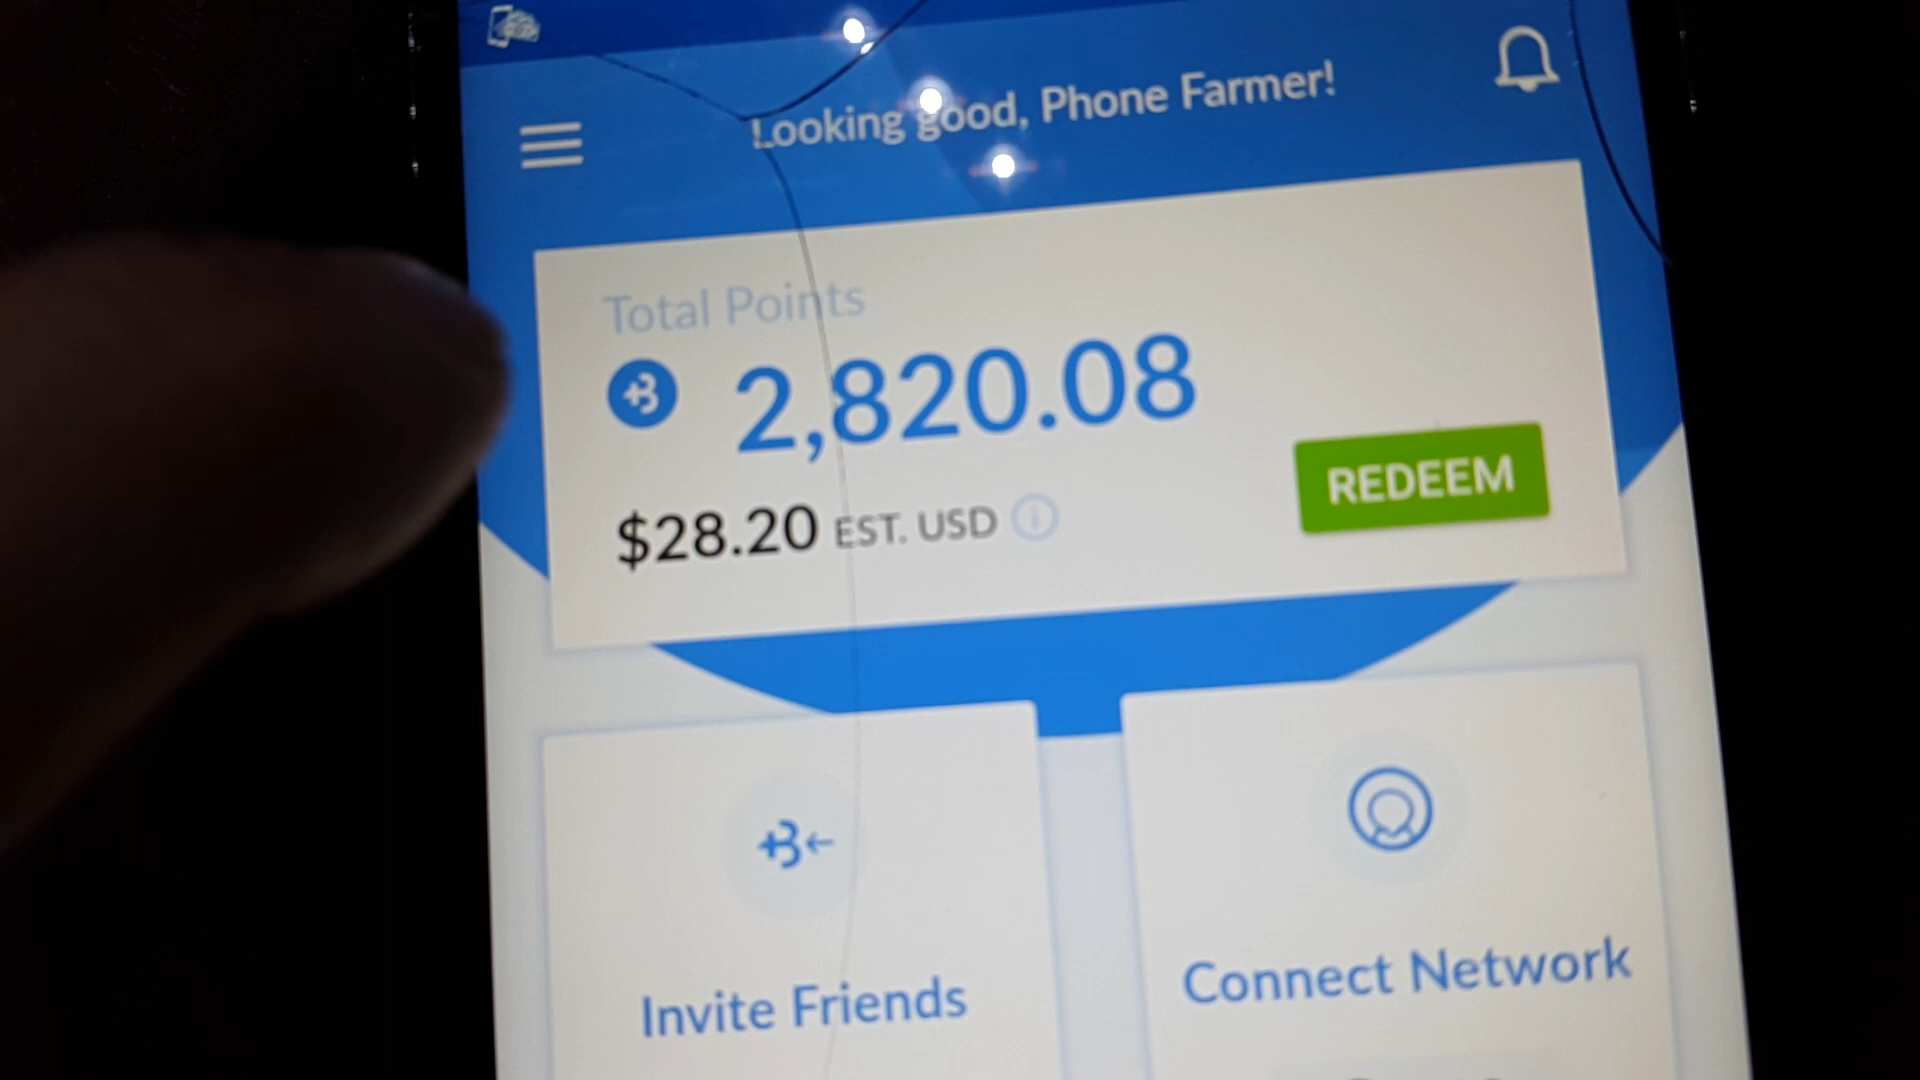 Looking good, Phone Farmer!
Total Points
2,820.08
$28.20 EST. USD
REDEEM
Invite Friends
Connect Network